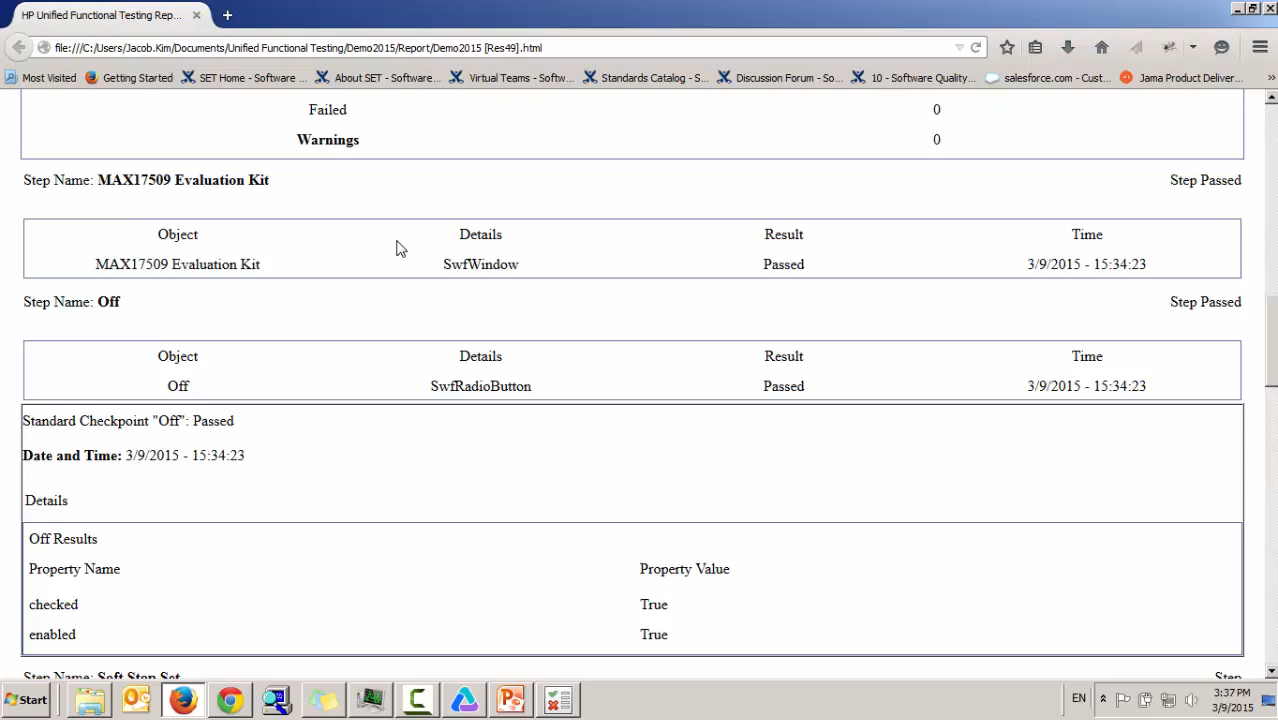 HP Unified Functional Testing Rep...
file:///C:/Users/Jacob.Kim/Documents/Unified Functional Testing/Demo2015/Report/Demo2015 [Res49].html
Most Visited Getting Started SET Home - Software ... About SET - Software... Virtual Teams - Softw... Standards Catalog - S... Discussion Forum - So... 10 - Software Quality... salesforce.com - Cust... Jama Product Deliver... »
Failed 0
Warnings 0
Step Name: MAX17509 Evaluation Kit Step Passed
Object Details Result Time
MAX17509 Evaluation Kit SwfWindow Passed 3/9/2015 - 15:34:23
Step Name: Off Step Passed
Object Details Result Time
Off SwfRadioButton Passed 3/9/2015 - 15:34:23
Standard Checkpoint "Off": Passed
Date and Time: 3/9/2015 - 15:34:23
Details
Off Results
Property Name Property Value
checked True
enabled True
Step Name: Soft Stop Set Step
Start EN 3:37 PM
3/9/2015